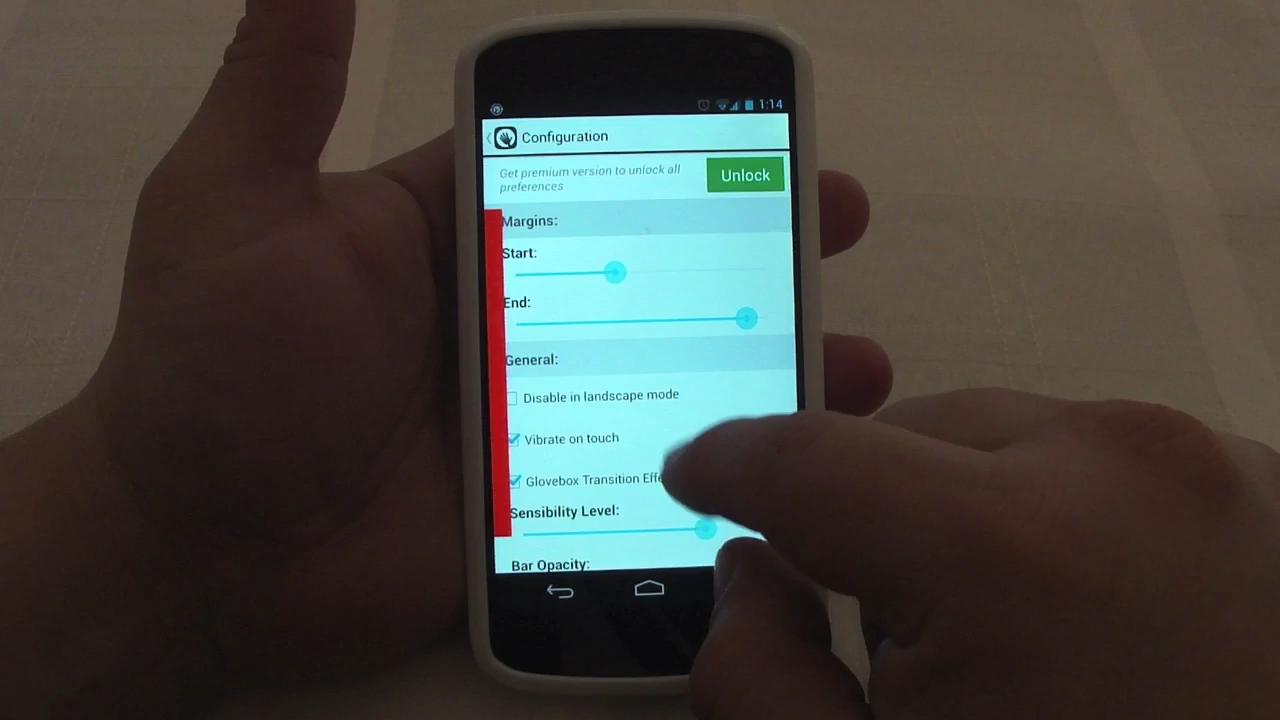 1:14
Configuration
Get premium version to unlock all
preferences
Unlock
Margins:
Start:
End:
General:
Disable in landscape mode
Vibrate on touch
Glovebox Transition
Sensibility Level:
Bar Opacity: